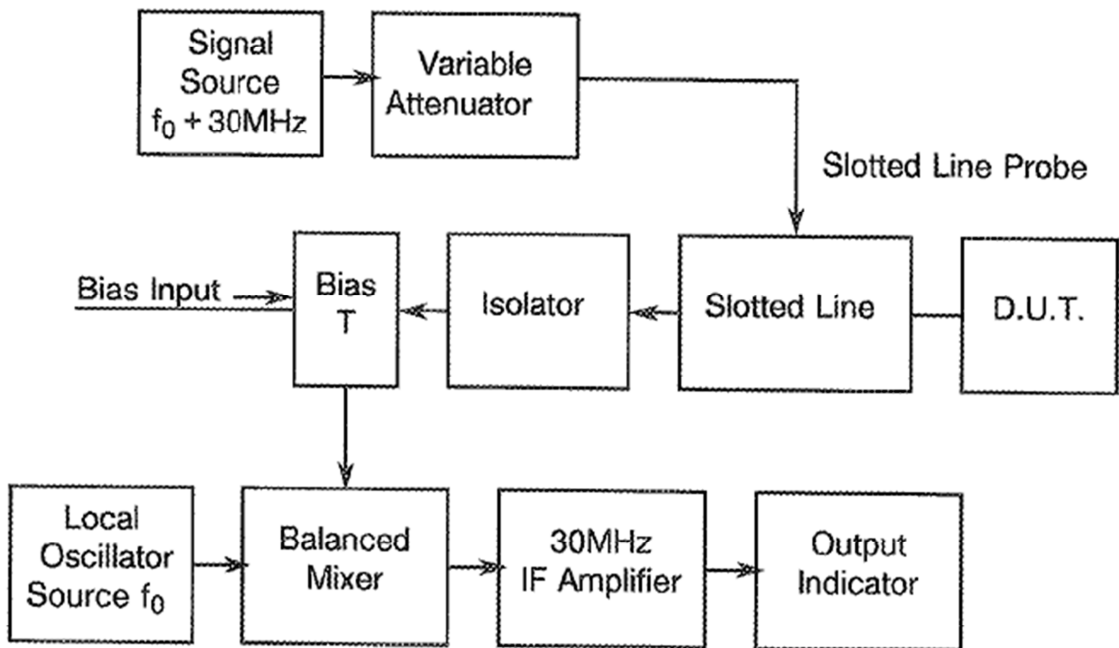 Signal
Source
f₀ + 30MHz
Variable
Attenuator
Slotted Line Probe
Bias Input
Bias
T
Isolator
Slotted Line
D.U.T.
Local
Oscillator
Source f₀
Balanced
Mixer
30MHz
IF Amplifier
Output
Indicator